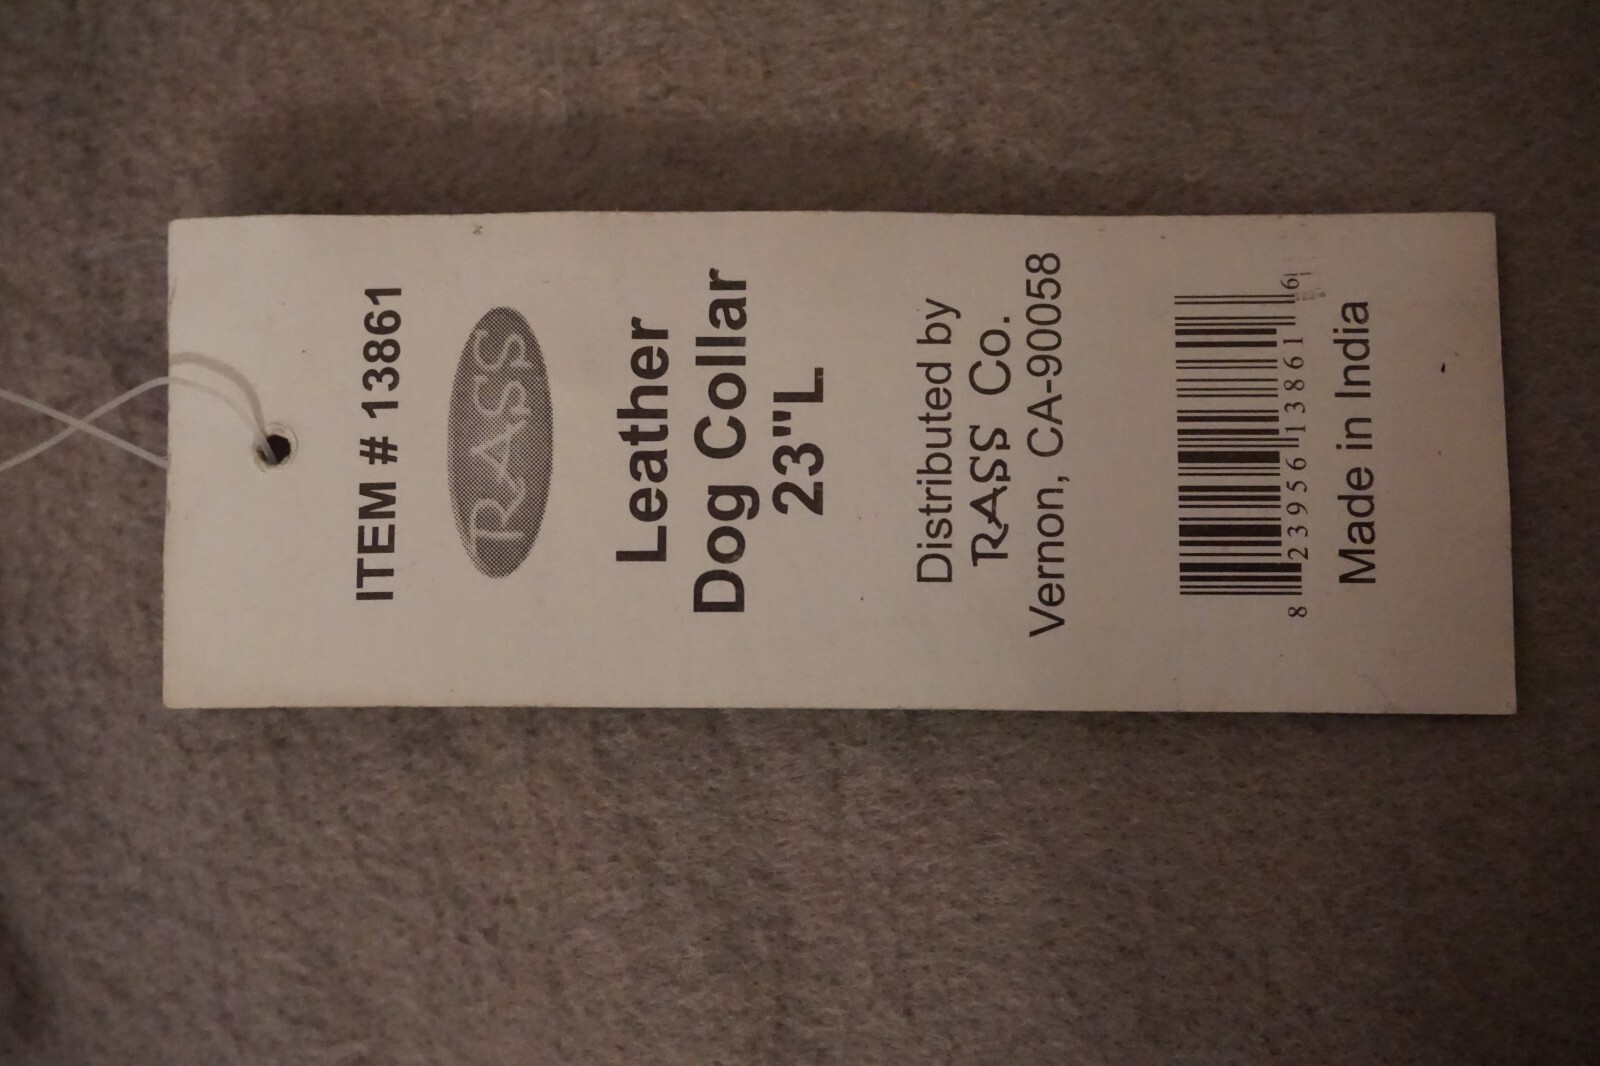 ITEM # 13861
RASS
Leather
Dog Collar
23"L
Distributed by
RASS Co.
Vernon, CA-90058
8 23956 13861 6
Made in India